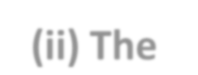 (ii) The